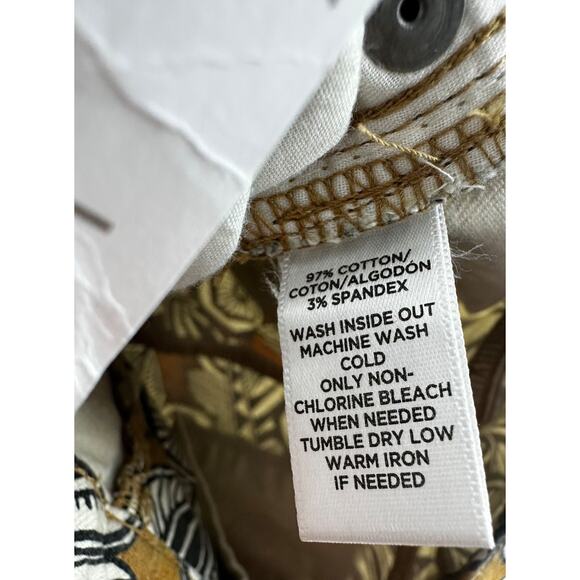 97% COTTON/
COTON/ALGODÓN
3% SPANDEX
WASH INSIDE OUT
MACHINE WASH
COLD
ONLY NON-
CHLORINE BLEACH
WHEN NEEDED
TUMBLE DRY LOW
WARM IRON
IF NEEDED